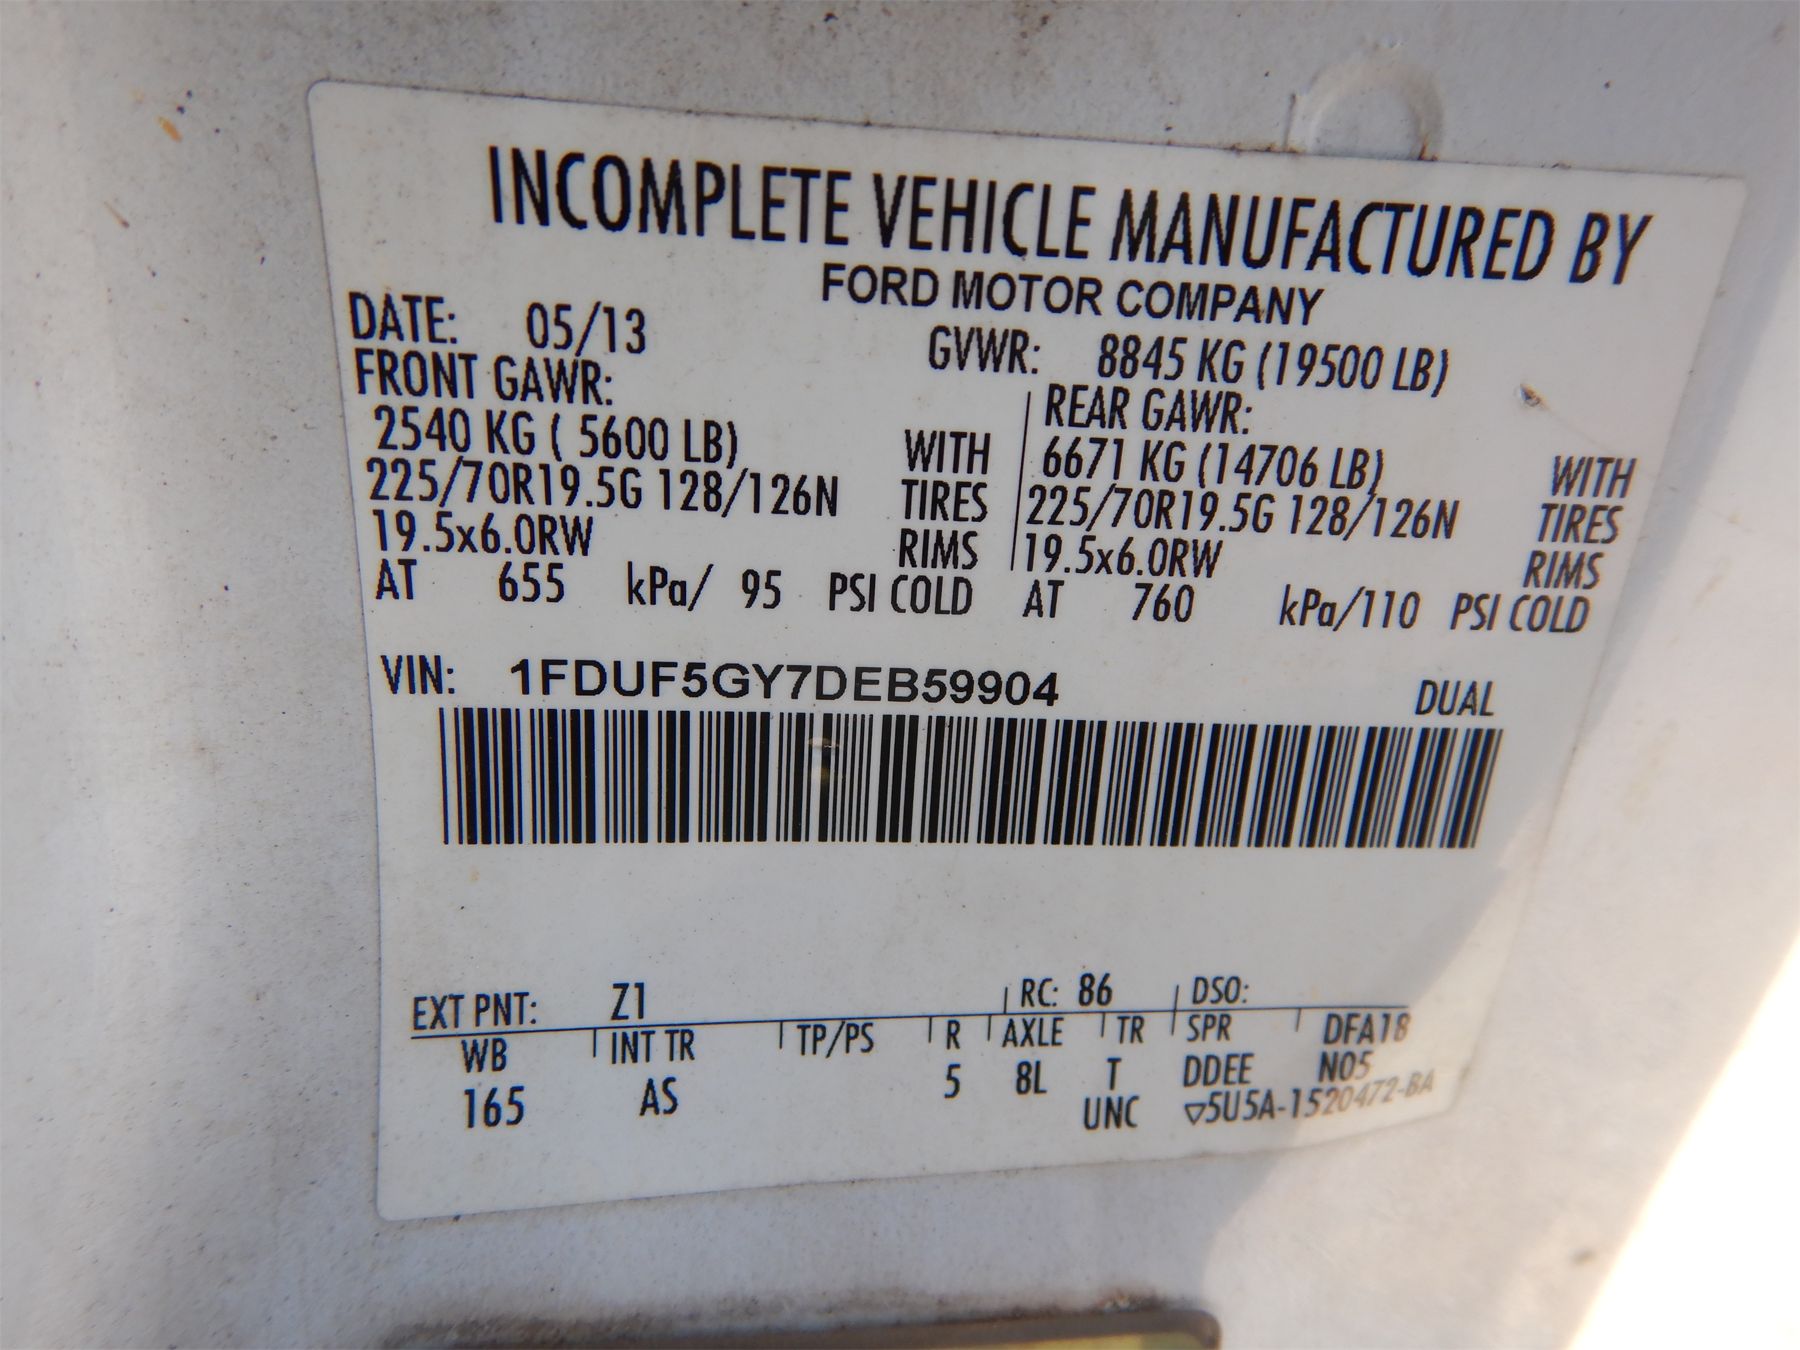 INCOMPLETE VEHICLE MANUFACTURED BY
FORD MOTOR COMPANY
DATE: 05/13 GVWR: 8845 KG (19500 LB)
FRONT GAWR: REAR GAWR:
2540 KG ( 5600 LB) WITH 6671 KG (14706 LB) WITH
225/70R19.5G 128/126N TIRES 225/70R19.5G 128/126N TIRES
19.5x6.0RW RIMS 19.5x6.0RW RIMS
AT 655 kPa/ 95 PSI COLD AT 760 kPa/110 PSI COLD
VIN: 1FDUF5GY7DEB59904 DUAL
EXT PNT: Z1 RC: 86 DSO:
WB INT TR TP/PS R AXLE TR SPR DFA18
165 AS 5 8L T DDEE N05
UNC ▽5U5A-1520472-BA